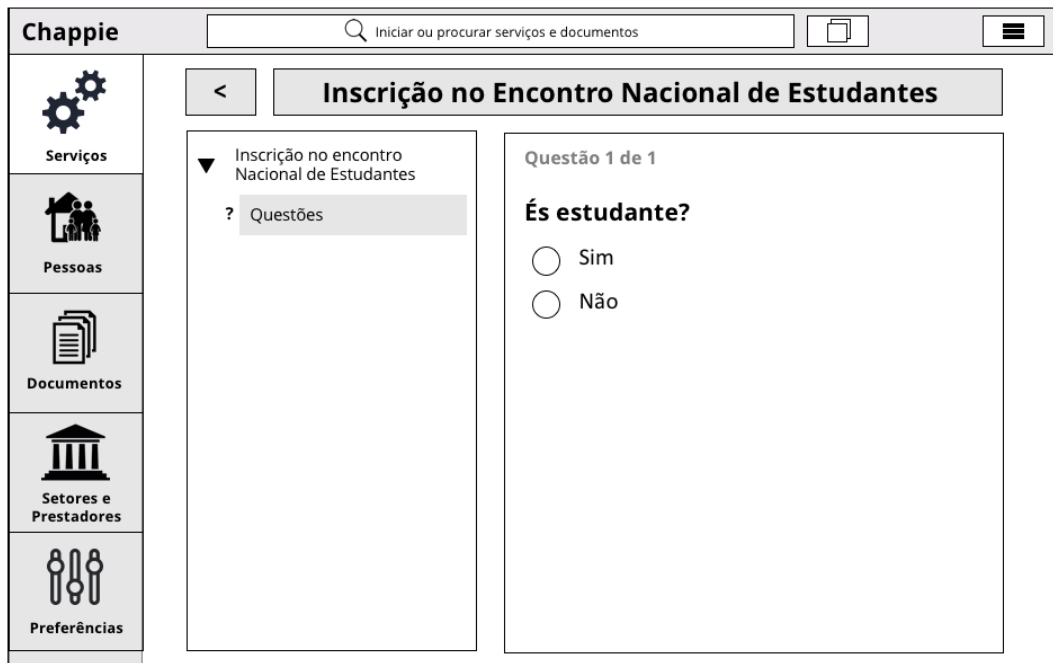 Chappie
Iniciar ou procurar serviços e documentos
Serviços
Pessoas
Documentos
Setores e
Prestadores
Preferências
<
Inscrição no Encontro Nacional de Estudantes
Inscrição no encontro
Nacional de Estudantes
? Questões
Questão 1 de 1
És estudante?
Sim
Não